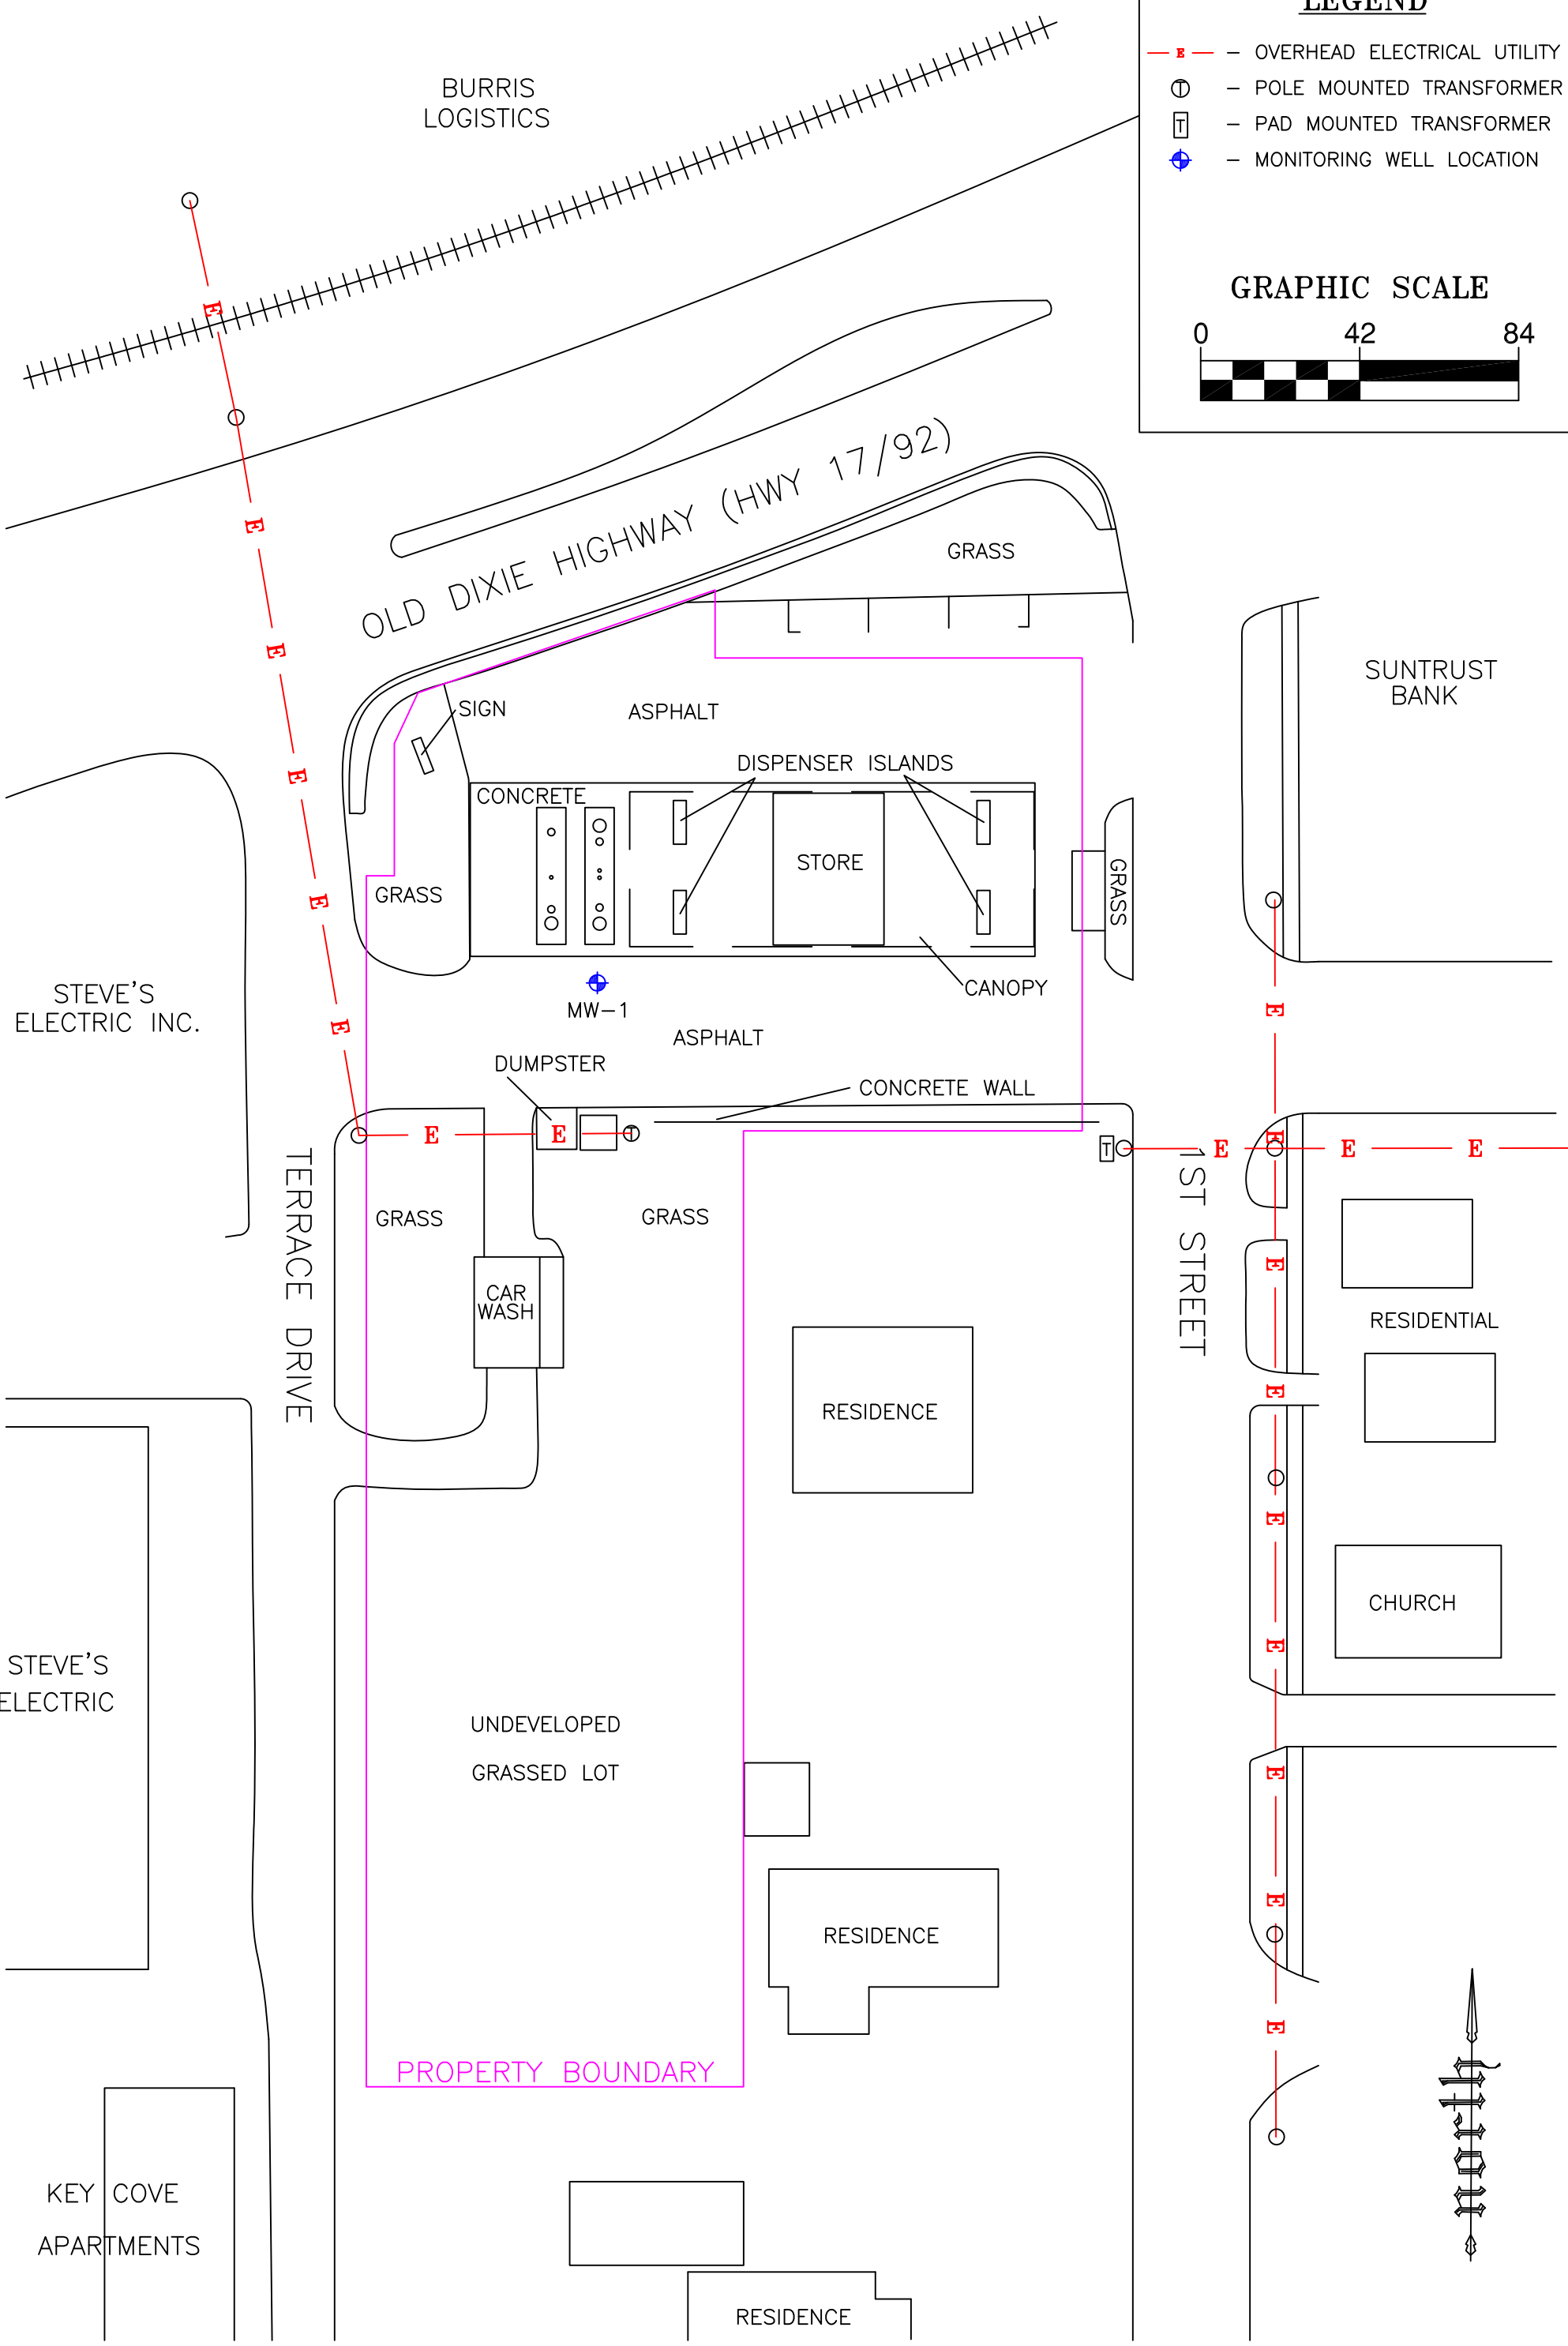 LEGEND
E — OVERHEAD ELECTRICAL UTILITY
T — POLE MOUNTED TRANSFORMER
T — PAD MOUNTED TRANSFORMER
— MONITORING WELL LOCATION
GRAPHIC SCALE
0 42 84
BURRIS
LOGISTICS
E
E
E
E
E
E
OLD DIXIE HIGHWAY (HWY 17/92)
GRASS
SUNTRUST
BANK
SIGN
ASPHALT
DISPENSER ISLANDS
CONCRETE
STORE
GRASS
GRASS
CANOPY
STEVE'S
ELECTRIC INC.
MW-1
ASPHALT
DUMPSTER
CONCRETE WALL
E
E
E
T
T
E
E
E
E
TERRACE DRIVE
1ST STREET
GRASS
GRASS
E
CAR
WASH
RESIDENTIAL
E
RESIDENCE
E
CHURCH
E
STEVE'S
ELECTRIC
UNDEVELOPED
GRASSED LOT
E
E
RESIDENCE
E
PROPERTY BOUNDARY
North
KEY COVE
APARTMENTS
RESIDENCE